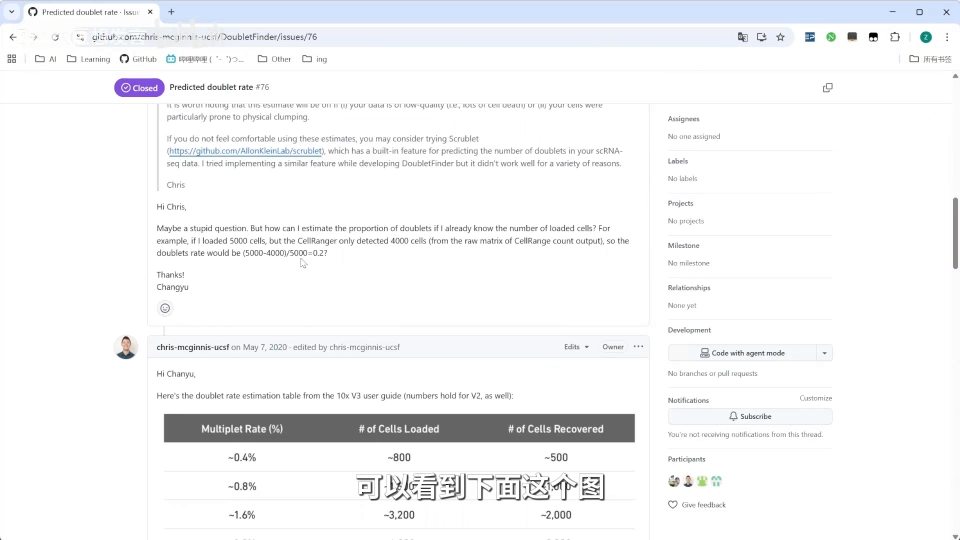 Predicted doublet rate · Issue
github.com/chris-mcginnis-ucsf/DoubletFinder/issues/76
AI
Learning
GitHub
Other
ing
所有书签
Closed
Predicted doublet rate #76
It is worth noting that this estimate will be off if (i) your data is of low-quality (i.e., lots of cell death) or (ii) your cells were
particularly prone to physical clumping.
If you do not feel comfortable using these estimates, you may consider trying Scrublet
(https://github.com/AllonKleinLab/scrublet), which has a built-in feature for predicting the number of doublets in your scRNA-
seq data. I tried implementing a similar feature while developing DoubletFinder but it didn't work well for a variety of reasons.
Chris
Hi Chris,
Maybe a stupid question. But how can I estimate the proportion of doublets if I already know the number of loaded cells? For
example, if I loaded 5000 cells, but the CellRanger only detected 4000 cells (from the raw matrix of CellRange count output), so the
doublets rate would be (5000-4000)/5000=0.2?
Thanks!
Changyu
chris-mcginnis-ucsf on May 7, 2020 · edited by chris-mcginnis-ucsf
Edits
Owner
Hi Chanyu,
Here's the doublet rate estimation table from the 10x V3 user guide (numbers hold for V2, as well):
Multiplet Rate (%) # of Cells Loaded # of Cells Recovered
~0.4% ~800 ~500
~0.8%
~1.6% ~3,200 ~2,000
可以看到下面这个图
Assignees
No one assigned
Labels
No labels
Projects
No projects
Milestone
No milestone
Relationships
None yet
Development
Code with agent mode
No branches or pull requests
Notifications
Customize
Subscribe
You're not receiving notifications from this thread.
Participants
Give feedback